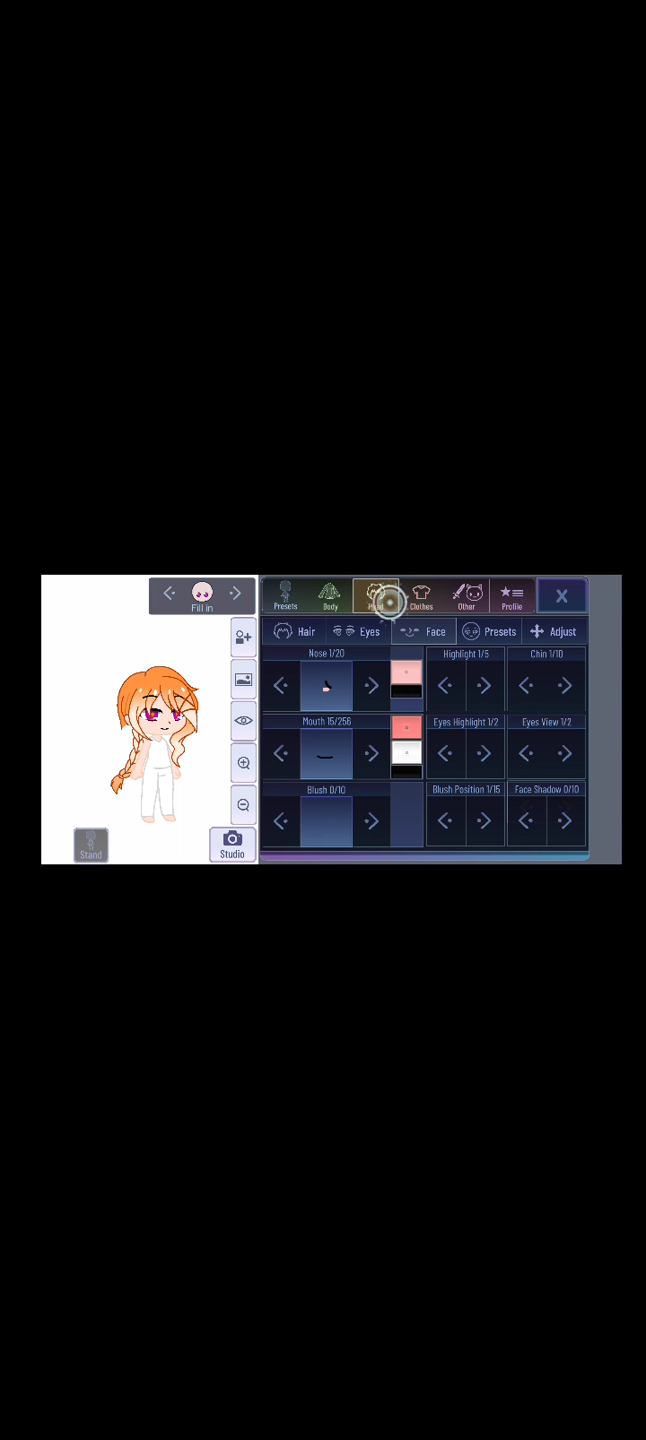 Fill in
Presets
Body
Head
Clothes
Other
Profile
X
Hair
Eyes
Face
Presets
Adjust
Nose 1/20
Highlight 1/5
Chin 1/10
Mouth 15/256
Eyes Highlight 1/2
Eyes View 1/2
Blush 0/10
Blush Position 1/15
Face Shadow 0/10
Stand
Studio